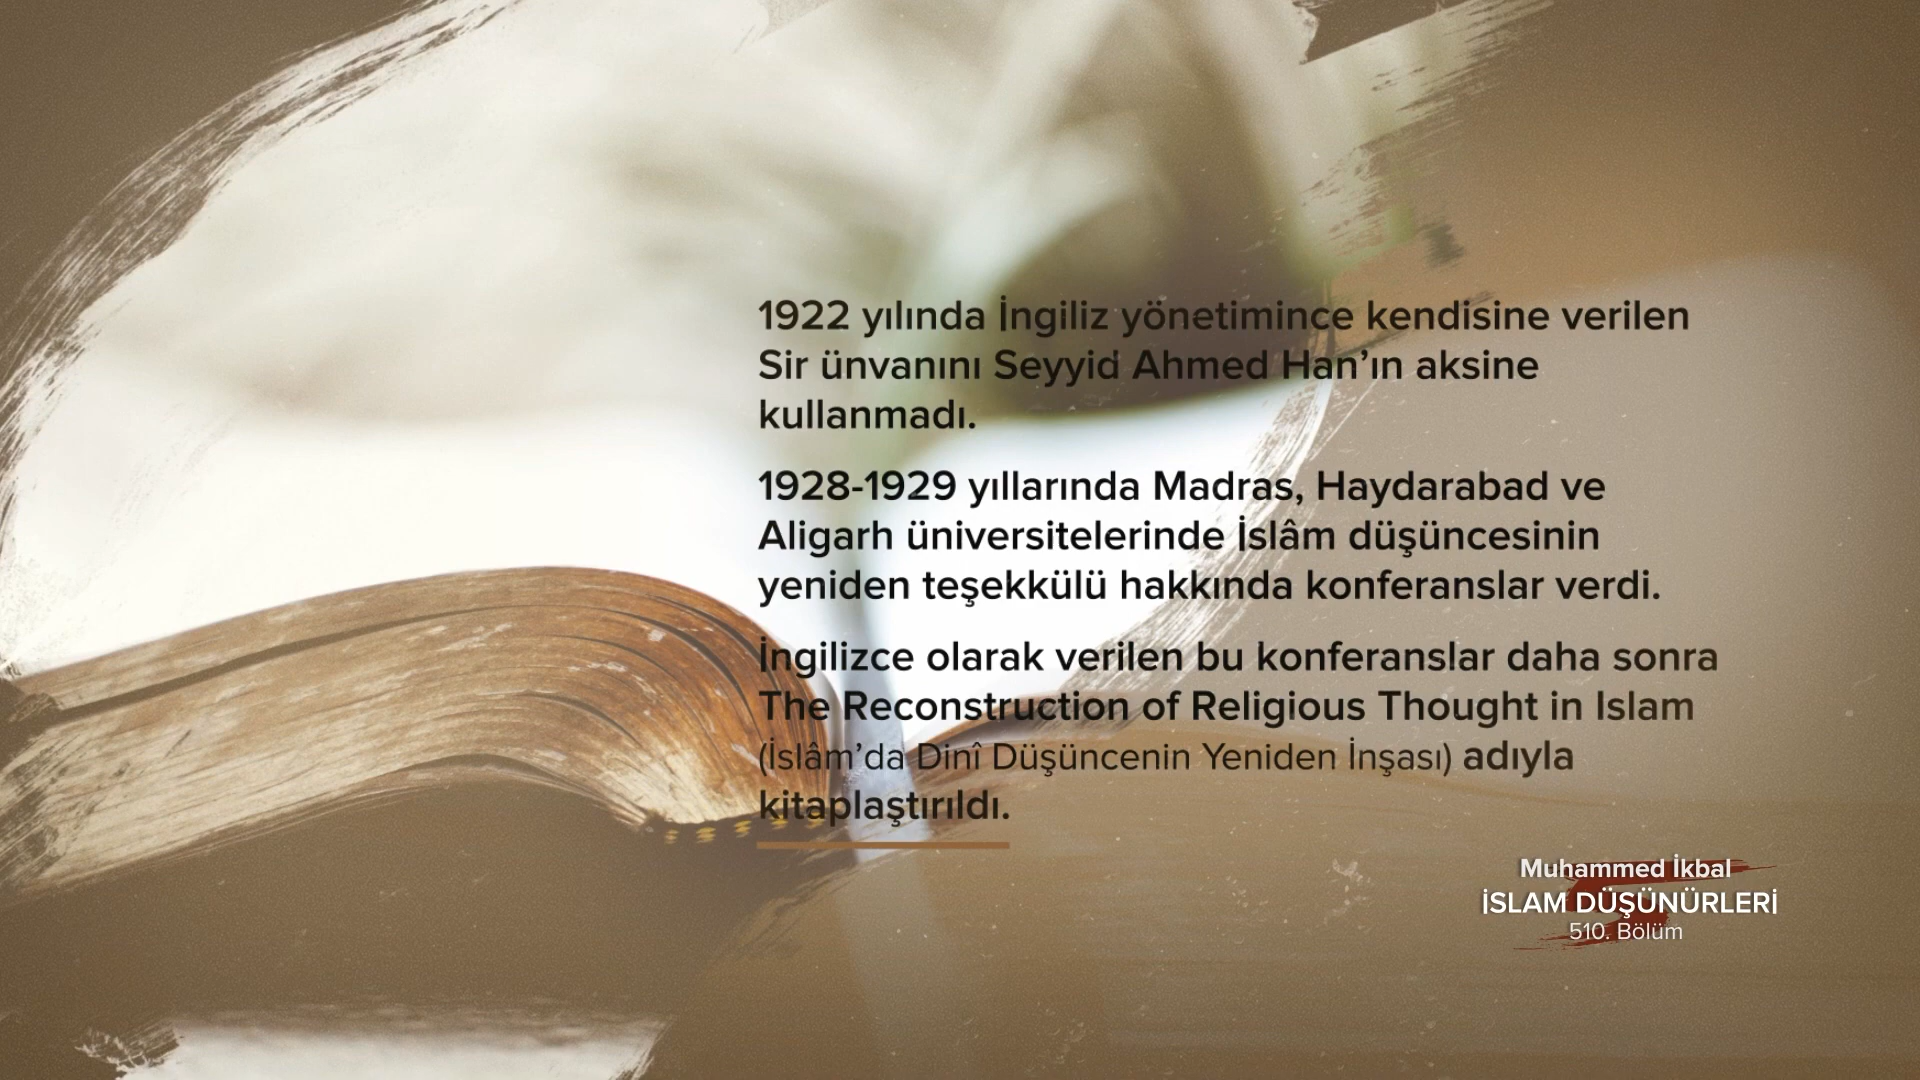 1922 yılında İngiliz yönetimince kendisine verilen
Sir ünvanını Seyyid Ahmed Han’ın aksine
kullanmadı.
1928-1929 yıllarında Madras, Haydarabad ve
Aligarh üniversitelerinde İslâm düşüncesinin
yeniden teşekkülü hakkında konferanslar verdi.
İngilizce olarak verilen bu konferanslar daha sonra
The Reconstruction of Religious Thought in Islam
(İslâm’da Dinî Düşüncenin Yeniden İnşası) adıyla
kitaplaştırıldı.
Muhammed İkbal
İSLAM DÜŞÜNÜRLERİ
510. Bölüm